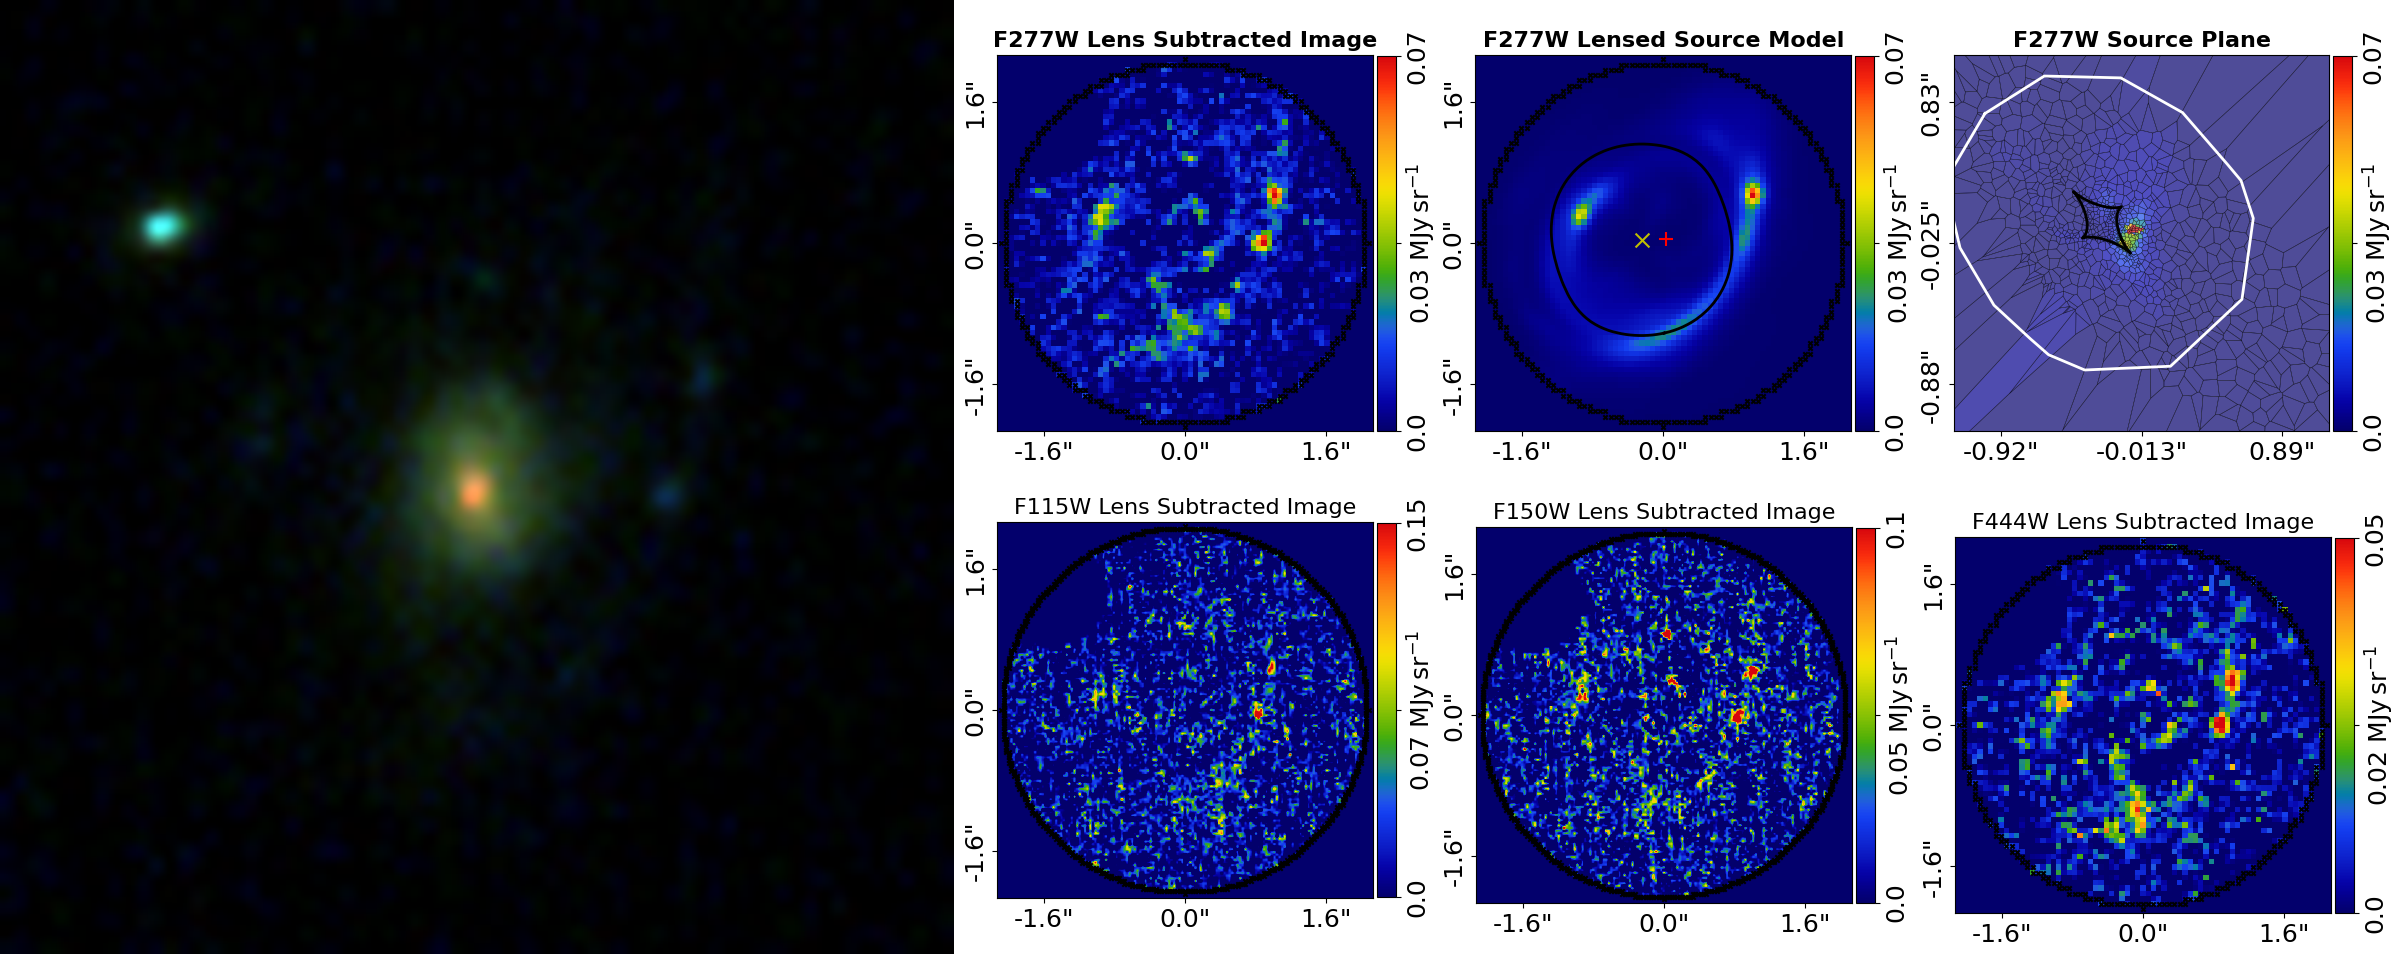 F277W Lens Subtracted Image
1.6"
0.0"
-1.6"
-1.6" 0.0" 1.6"
0.07
0.03 MJy sr⁻¹
0.0
F277W Lensed Source Model
1.6"
0.0"
-1.6"
-1.6" 0.0" 1.6"
0.07
0.03 MJy sr⁻¹
0.0
F277W Source Plane
0.83"
-0.025"
-0.88"
-0.92" -0.013" 0.89"
0.07
0.03 MJy sr⁻¹
0.0
F115W Lens Subtracted Image
1.6"
0.0"
-1.6"
-1.6" 0.0" 1.6"
0.15
0.07 MJy sr⁻¹
0.0
F150W Lens Subtracted Image
1.6"
0.0"
-1.6"
-1.6" 0.0" 1.6"
0.1
0.05 MJy sr⁻¹
0.0
F444W Lens Subtracted Image
1.6"
0.0"
-1.6"
-1.6" 0.0" 1.6"
0.05
0.02 MJy sr⁻¹
0.0